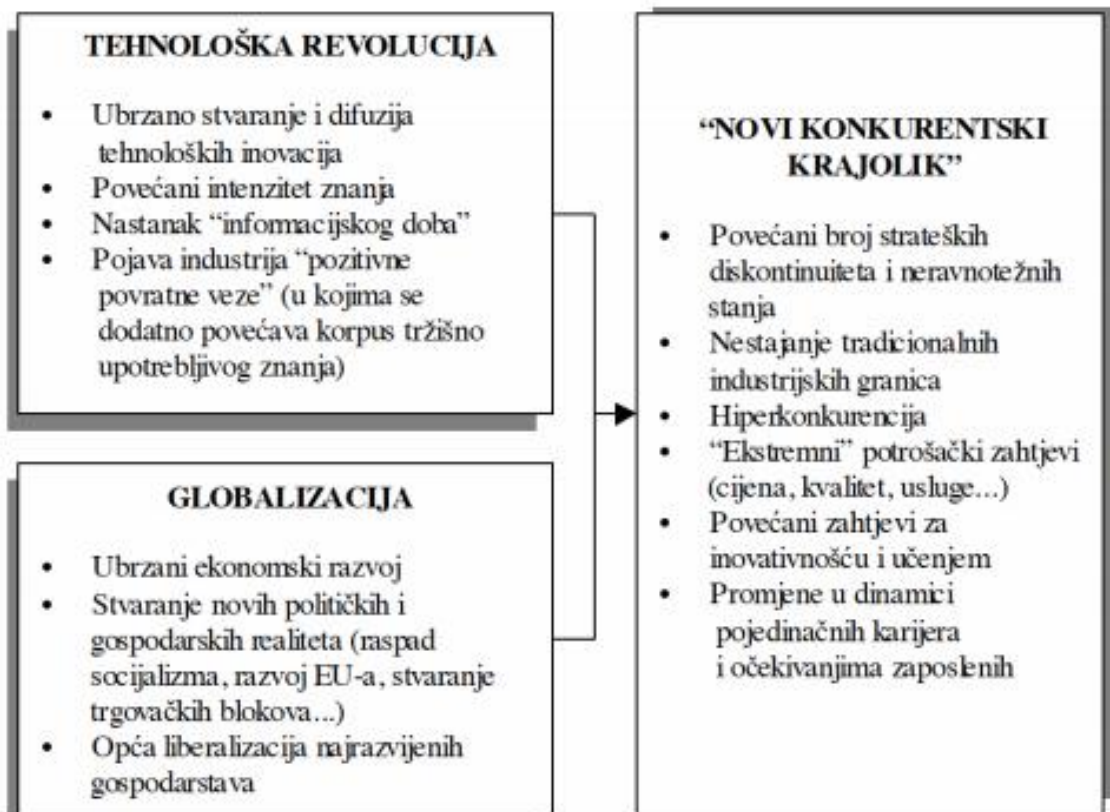 TEHNOLOŠKA REVOLUCIJA
• Ubrzano stvaranje i difuzija
tehnoloških inovacija
• Povećani intenzitet znanja
• Nastanak “informacijskog doba”
• Pojava industrija “pozitivne
povratne veze” (u kojima se
dodatno povećava korpus tržišno
upotrebljivog znanja)
GLOBALIZACIJA
• Ubrzani ekonomski razvoj
• Stvaranje novih političkih i
gospodarskih realiteta (raspad
socijalizma, razvoj EU-a, stvaranje
trgovačkih blokova...)
• Opća liberalizacija najrazvijenih
gospodarstava
“NOVI KONKURENTSKI
KRAJOLIK”
• Povećani broj strateških
diskontinuiteta i neravnotežnih
stanja
• Nestajanje tradicionalnih
industrijskih granica
• Hiperkonkurencija
• “Ekstremni” potrošački zahtjevi
(cijena, kvalitet, usluge...)
• Povećani zahtjevi za
inovativnošću i učenjem
• Promjene u dinamici
pojedinačnih karijera
i očekivanjima zaposlenih